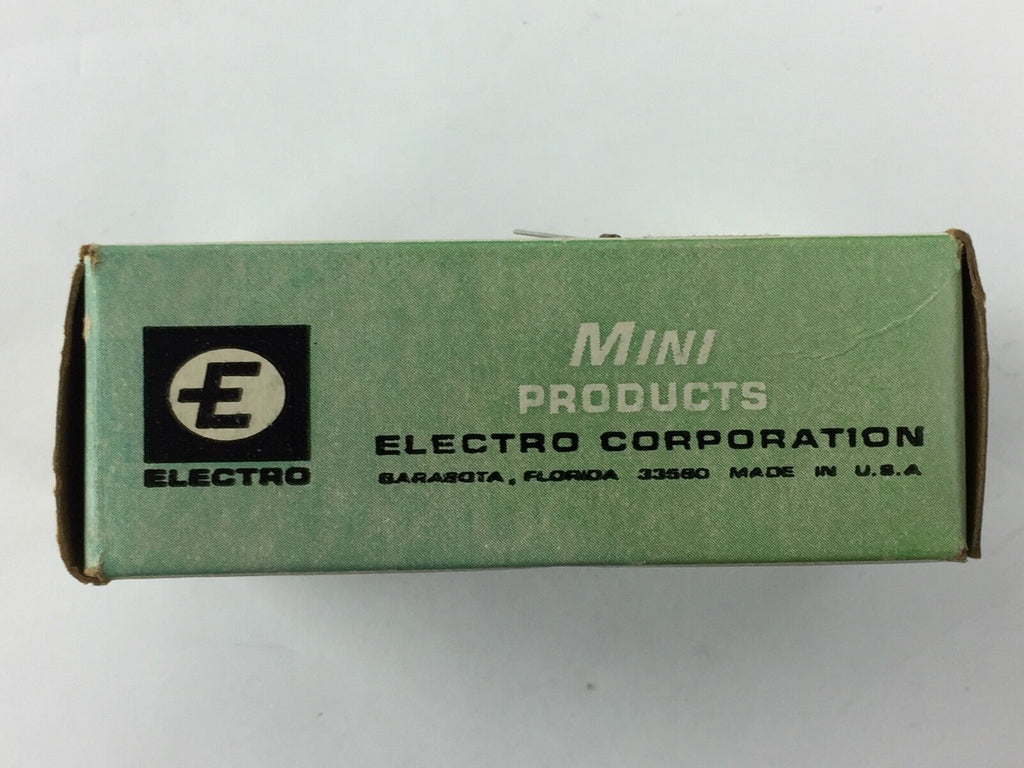 E
ELECTRO
MINI
PRODUCTS
ELECTRO CORPORATION
SARASOTA, FLORIDA 33580 MADE IN U.S.A